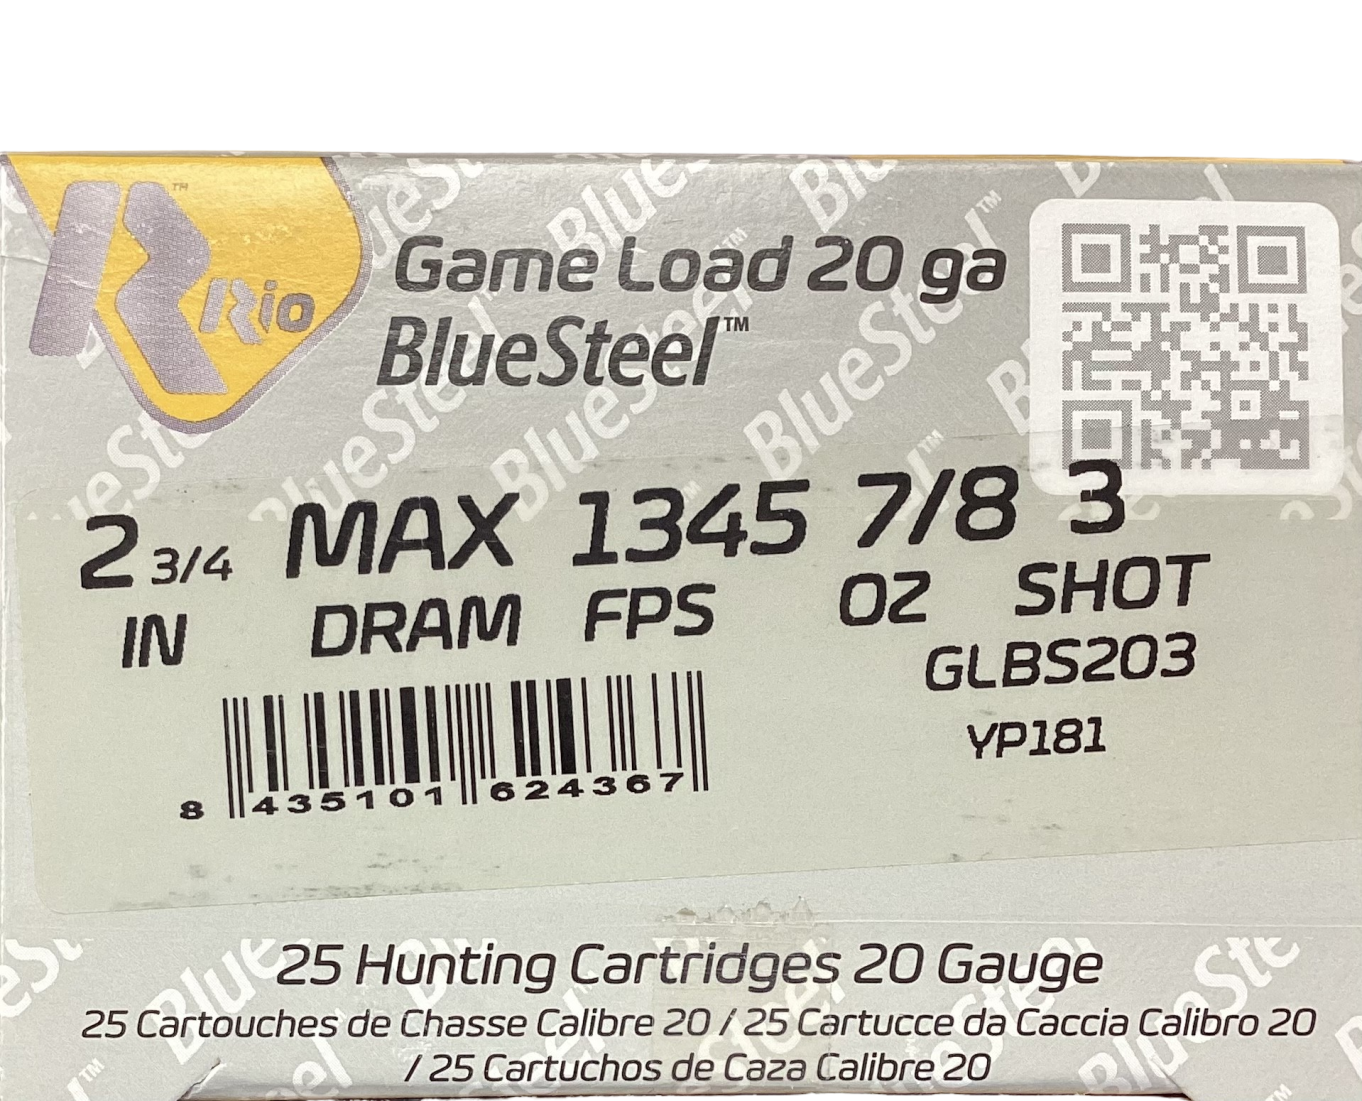 Rio™
Game Load 20 ga
BlueSteel™
2 3/4 MAX 1345 7/8 3
IN DRAM FPS OZ SHOT
GLBS203
YP181
8 435101 624367
25 Hunting Cartridges 20 Gauge
25 Cartouches de Chasse Calibre 20 / 25 Cartucce da Caccia Calibro 20
/ 25 Cartuchos de Caza Calibre 20